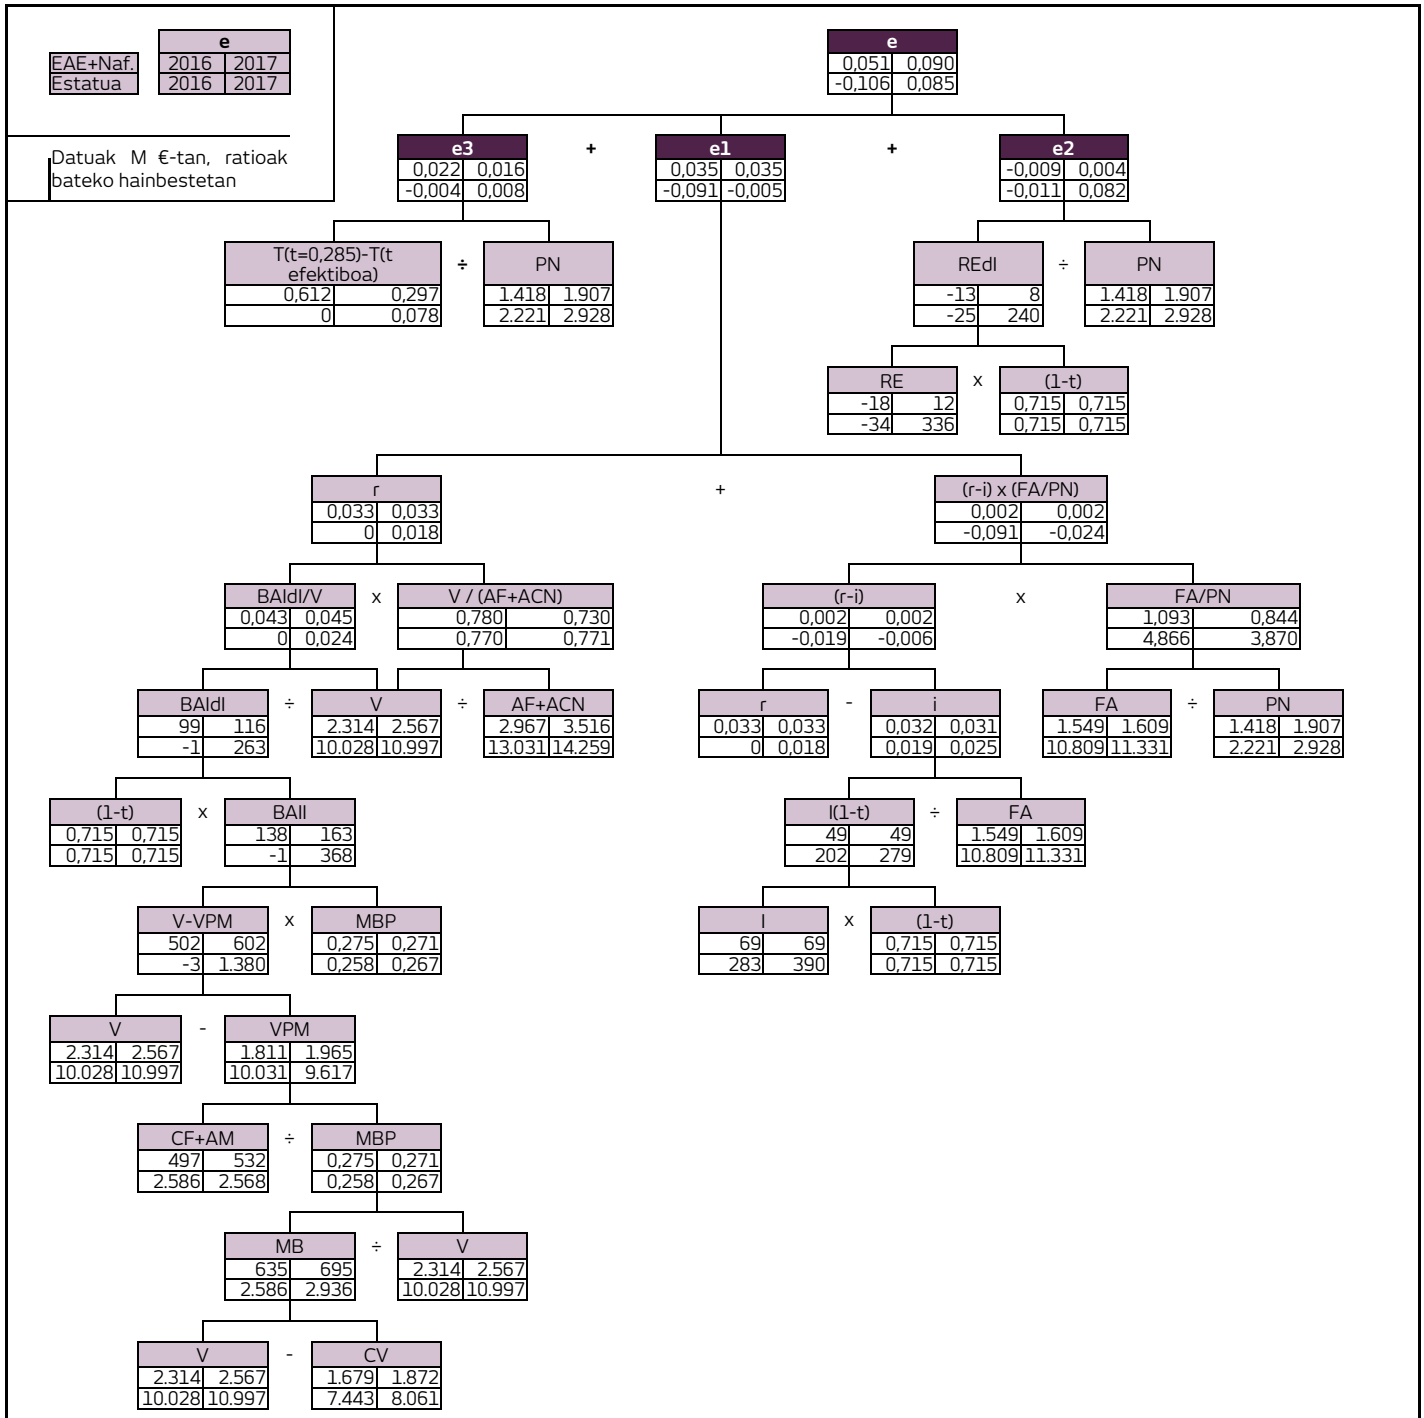 e
EAE+Naf. 2016 2017
Estatua 2016 2017
Datuak M €-tan, ratioak
bateko hainbestetan
e
0,051 0,090
-0,106 0,085
e3 + e1 + e2
0,022 0,016 0,035 0,035 -0,009 0,004
-0,004 0,008 -0,091 -0,005 -0,011 0,082
T(t=0,285)-T(t
efektiboa) ÷ PN REdI ÷ PN
0,612 0,297 1.418 1.907 -13 8 1.418 1.907
0 0,078 2.221 2.928 -25 240 2.221 2.928
RE x (1-t)
-18 12 0,715 0,715
-34 336 0,715 0,715
r + (r-i) x (FA/PN)
0,033 0,033 0,002 0,002
0 0,018 -0,091 -0,024
BAIdI/V x V / (AF+ACN) (r-i) x FA/PN
0,043 0,045 0,780 0,730 0,002 0,002 1,093 0,844
0 0,024 0,770 0,771 -0,019 -0,006 4,866 3,870
BAIdI ÷ V ÷ AF+ACN r - i FA ÷ PN
99 116 2.314 2.567 2.967 3.516 0,033 0,033 0,032 0,031 1.549 1.609 1.418 1.907
-1 263 10.028 10.997 13.031 14.259 0 0,018 0,019 0,025 10.809 11.331 2.221 2.928
(1-t) x BAII I(1-t) ÷ FA
0,715 0,715 138 163 49 49 1.549 1.609
0,715 0,715 -1 368 202 279 10.809 11.331
V-VPM x MBP I x (1-t)
502 602 0,275 0,271 69 69 0,715 0,715
-3 1.380 0,258 0,267 283 390 0,715 0,715
V - VPM
2.314 2.567 1.811 1.965
10.028 10.997 10.031 9.617
CF+AM ÷ MBP
497 532 0,275 0,271
2.586 2.568 0,258 0,267
MB ÷ V
635 695 2.314 2.567
2.586 2.936 10.028 10.997
V - CV
2.314 2.567 1.679 1.872
10.028 10.997 7.443 8.061